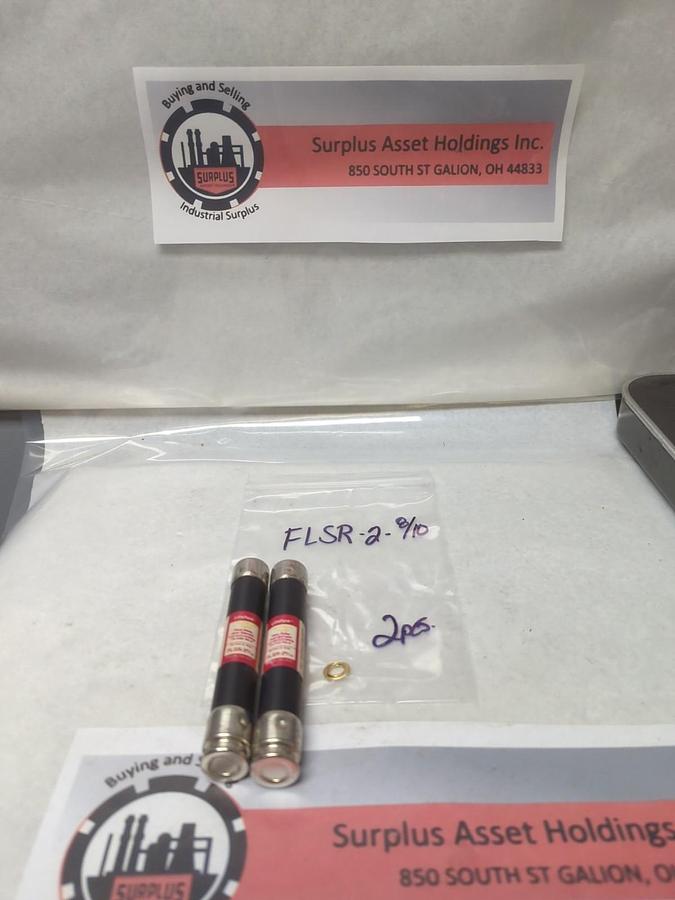 Buying and Selling
SURPLUS
Industrial Surplus
Surplus Asset Holdings Inc.
850 SOUTH ST GALION, OH 44833
FLSR-2-8/10
2pcs.
Buying and
SURPLUS
Surplus Asset Holdings
850 SOUTH ST GALION,